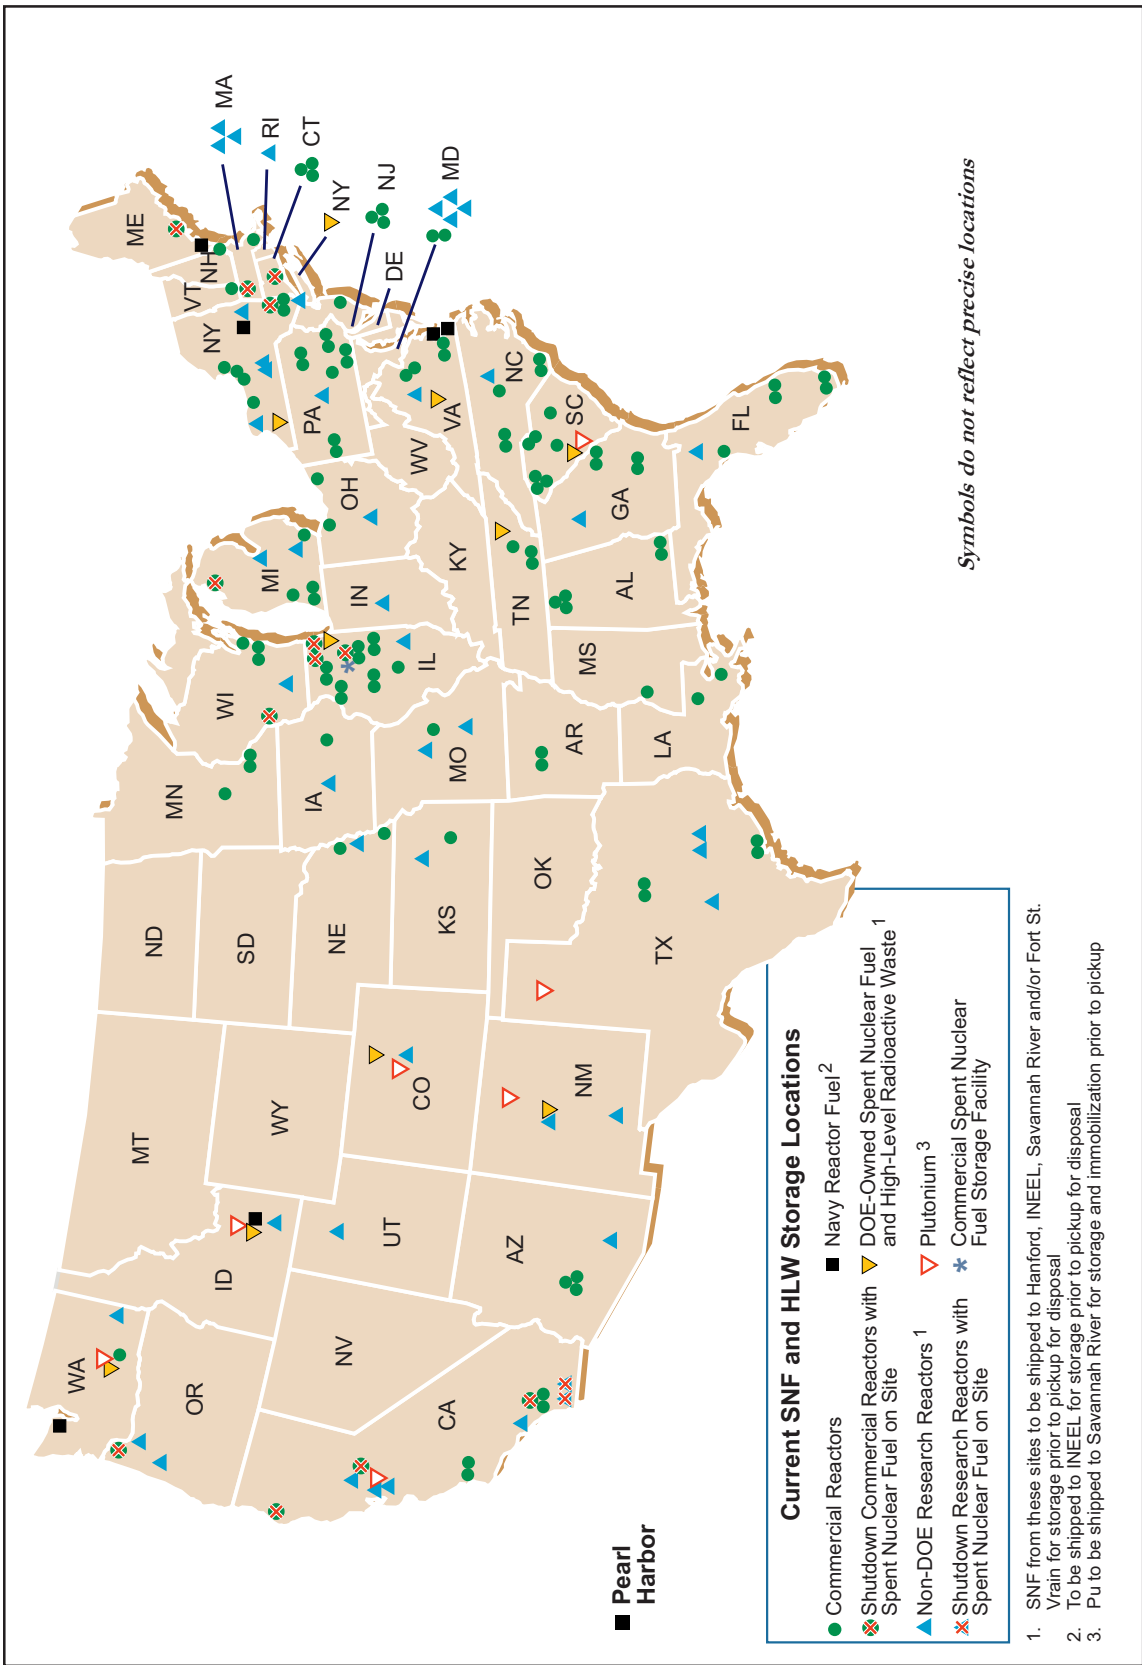 WA
MT
ND
MN
ME
VT
NH
MA
RI
CT
NY
NJ
DE
MD
OR
ID
WY
SD
WI
MI
NY
NV
UT
CO
NE
IA
IL
IN
OH
PA
CA
AZ
NM
KS
MO
KY
WV
VA
OK
AR
TN
NC
SC
TX
LA
MS
AL
GA
FL
Pearl
Harbor
Symbols do not reflect precise locations
Current SNF and HLW Storage Locations
Commercial Reactors
Shutdown Commercial Reactors with
Spent Nuclear Fuel on Site
Non-DOE Research Reactors 1
Shutdown Research Reactors with
Spent Nuclear Fuel on Site
Navy Reactor Fuel 2
DOE-Owned Spent Nuclear Fuel
and High-Level Radioactive Waste 1
Plutonium 3
Commercial Spent Nuclear
Fuel Storage Facility
1. SNF from these sites to be shipped to Hanford, INEEL, Savannah River and/or Fort St.
Vrain for storage prior to pickup for disposal
2. To be shipped to INEEL for storage prior to pickup for disposal
3. Pu to be shipped to Savannah River for storage and immobilization prior to pickup